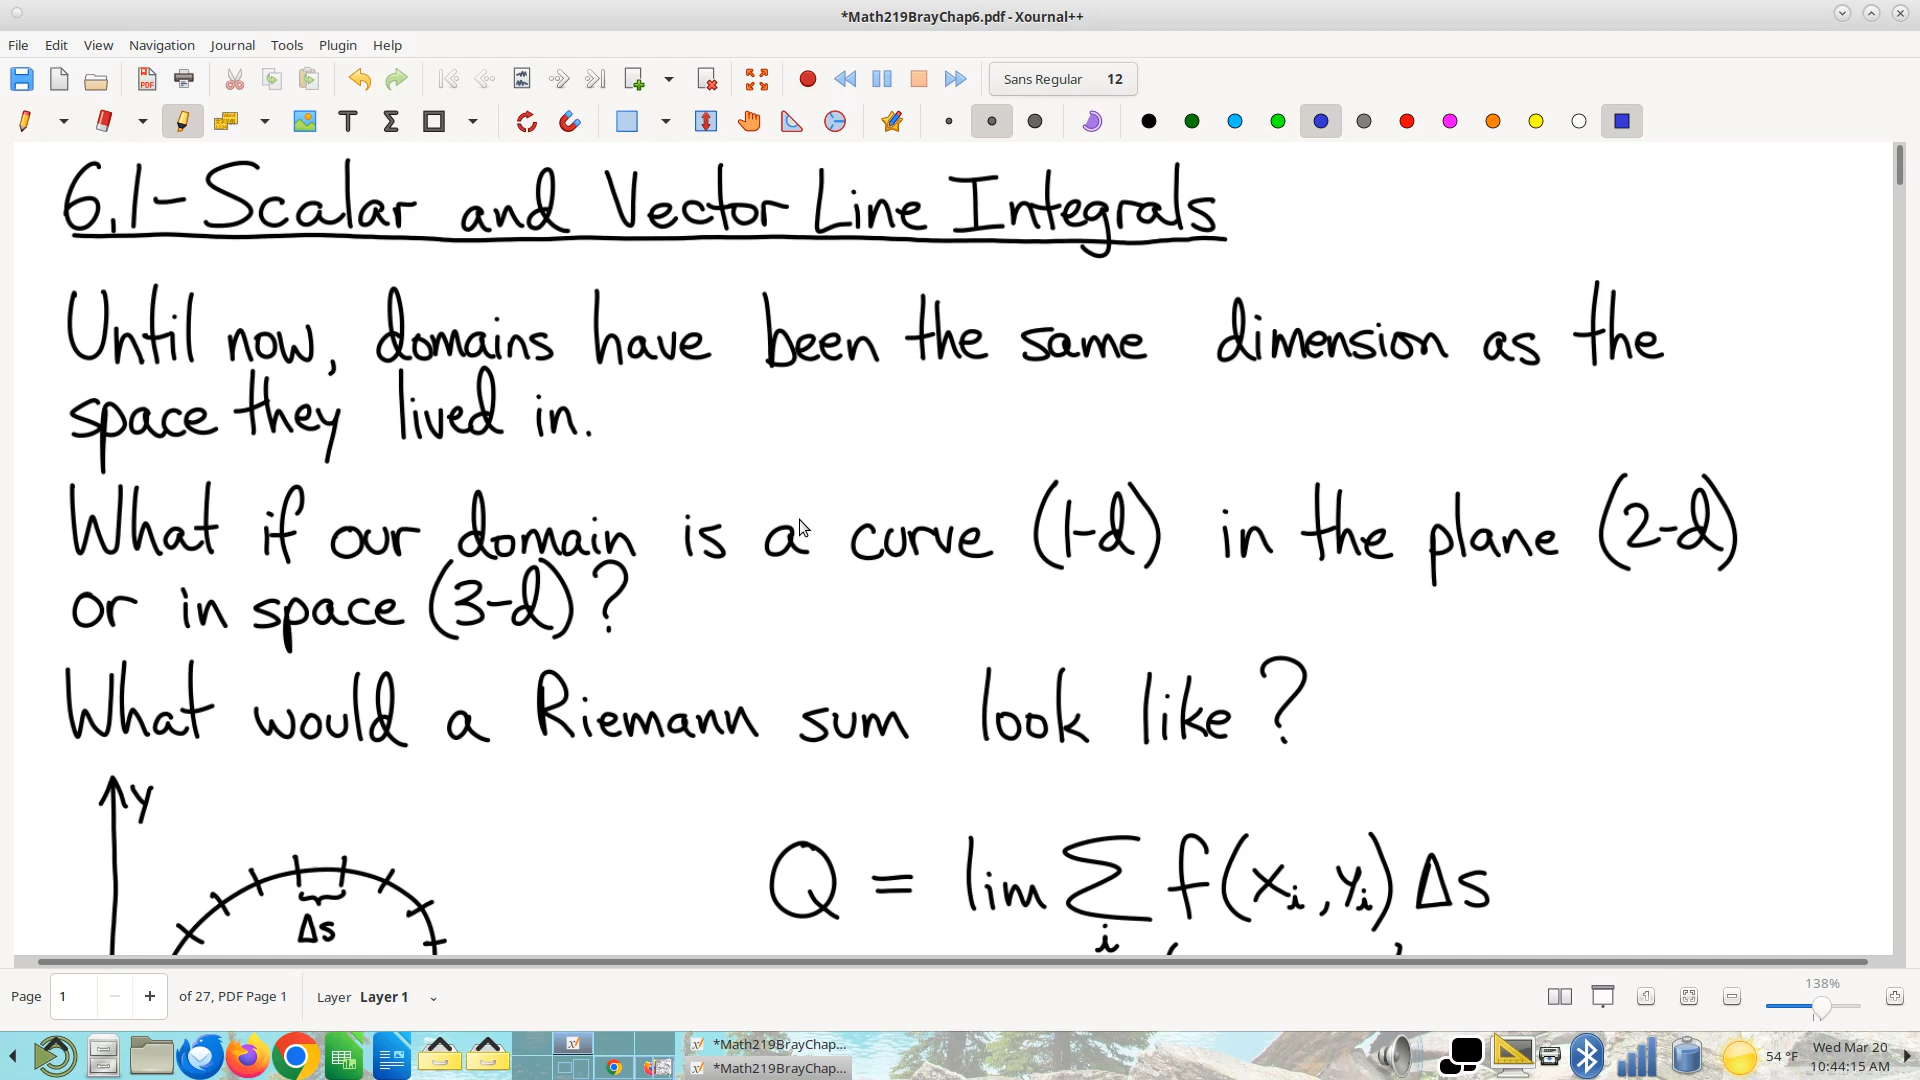 *Math219BrayChap6.pdf - Xournal++
File Edit View Navigation Journal Tools Plugin Help
PDF
Sans Regular 12
6.1 - Scalar and Vector Line Integrals
Until now, domains have been the same dimension as the
space they lived in.
What if our domain is a curve (1-d) in the plane (2-d)
or in space (3-d)?
What would a Riemann sum look like?
y
Q = lim Σ f(xᵢ, yᵢ) Δs
i
Δs
Page 1 of 27, PDF Page 1 Layer Layer 1
138%
*Math219BrayChap...
*Math219BrayChap...
54 °F
Wed Mar 20
10:44:15 AM